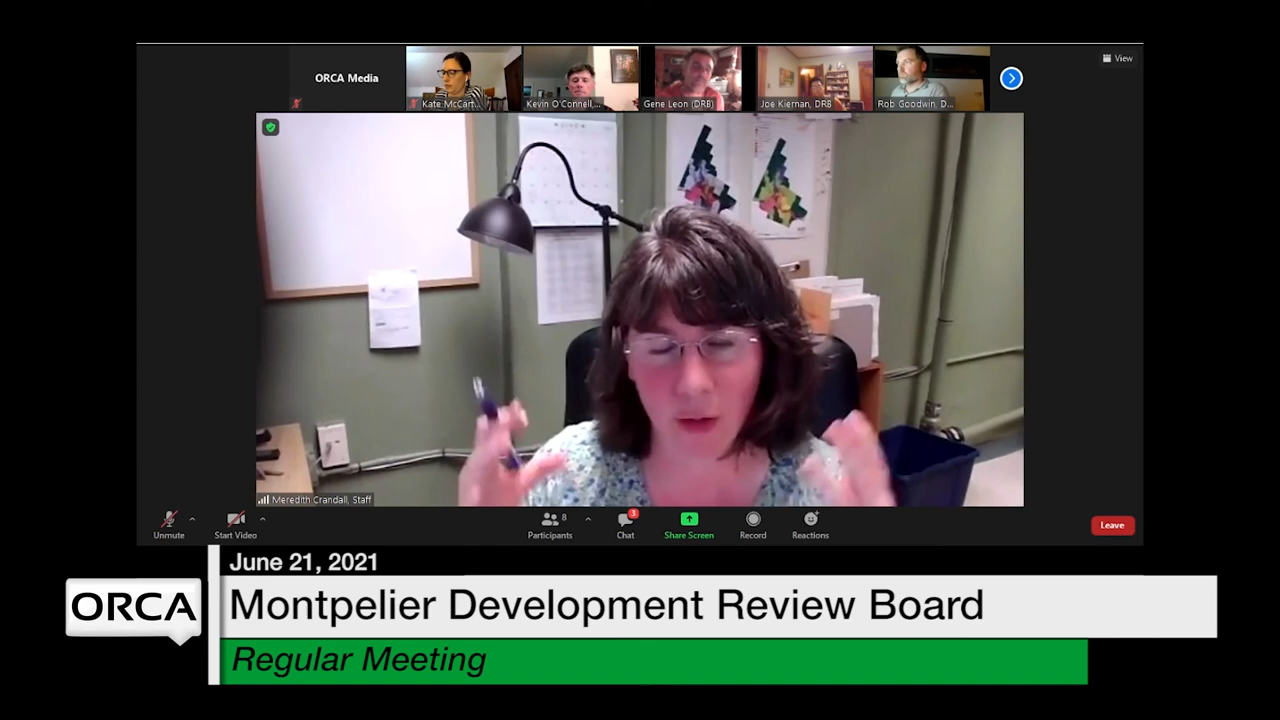 ORCA Media
Kate McCart...
Kevin O'Connell,...
Gene Leon (DRB)
Joe Kiernan, DRB
Rob Goodwin, D...
View
Meredith Crandall, Staff
Unmute
Start Video
8
Participants
3
Chat
Share Screen
Record
Reactions
Leave
June 21, 2021
ORCA
Montpelier Development Review Board
Regular Meeting